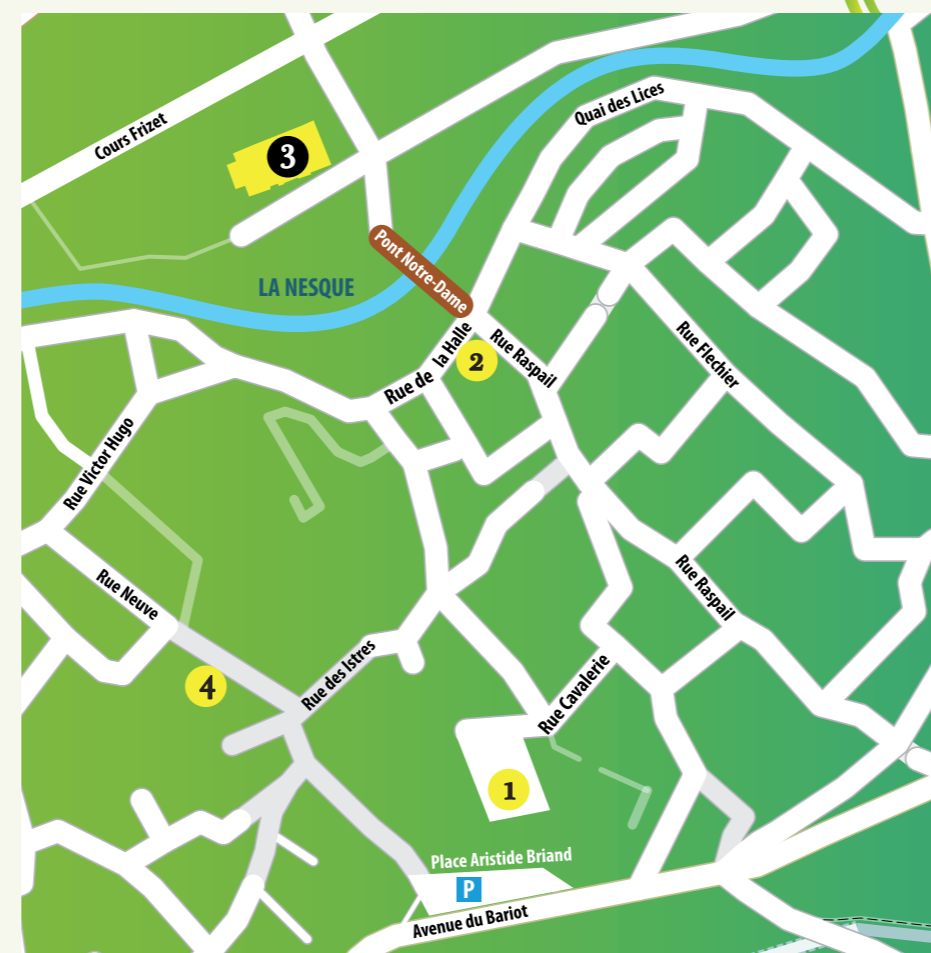 Cours Frizet
Quai des Lices
3
Pont Notre-Dame
LA NESQUE
Rue de la Halle
2
Rue Raspail
Rue Flechier
Rue Victor Hugo
Rue Neuve
Rue Raspail
4
Rue des Istres
Rue Cavalerie
1
Place Aristide Briand
P
Avenue du Bariot